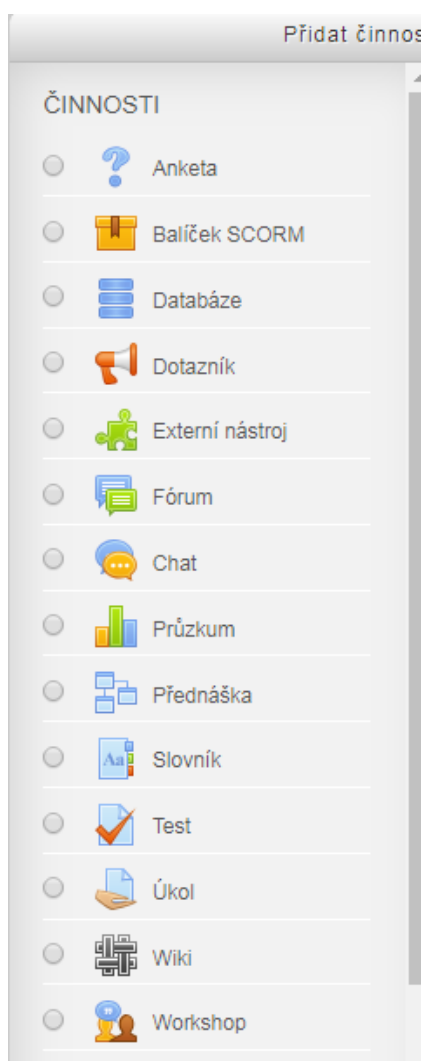 Přidat činnos
ČINNOSTI
Anketa
Balíček SCORM
Databáze
Dotazník
Externí nástroj
Fórum
Chat
Průzkum
Přednáška
Aa
Slovník
Test
Úkol
Wiki
Workshop